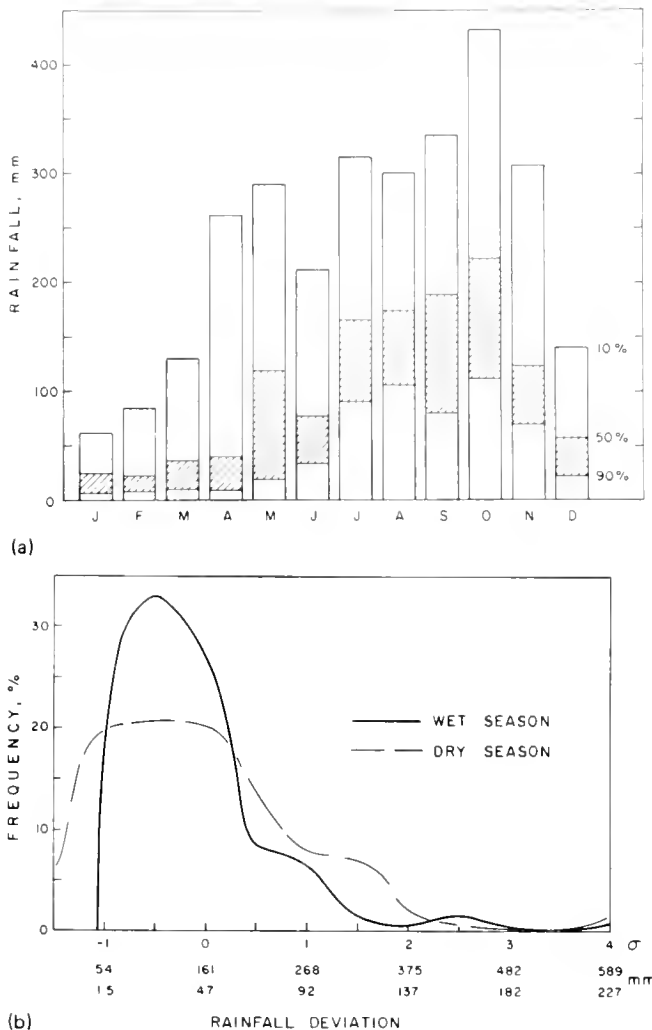 400
300
200
100
0
RAINFALL, mm
10%
50%
90%
J F M A M J J A S O N D
(a)
30
20
10
0
FREQUENCY, %
WET SEASON
DRY SEASON
-1 0 1 2 3 4 σ
54 161 268 375 482 589
mm
1 5 47 92 137 182 227
(b) RAINFALL DEVIATION